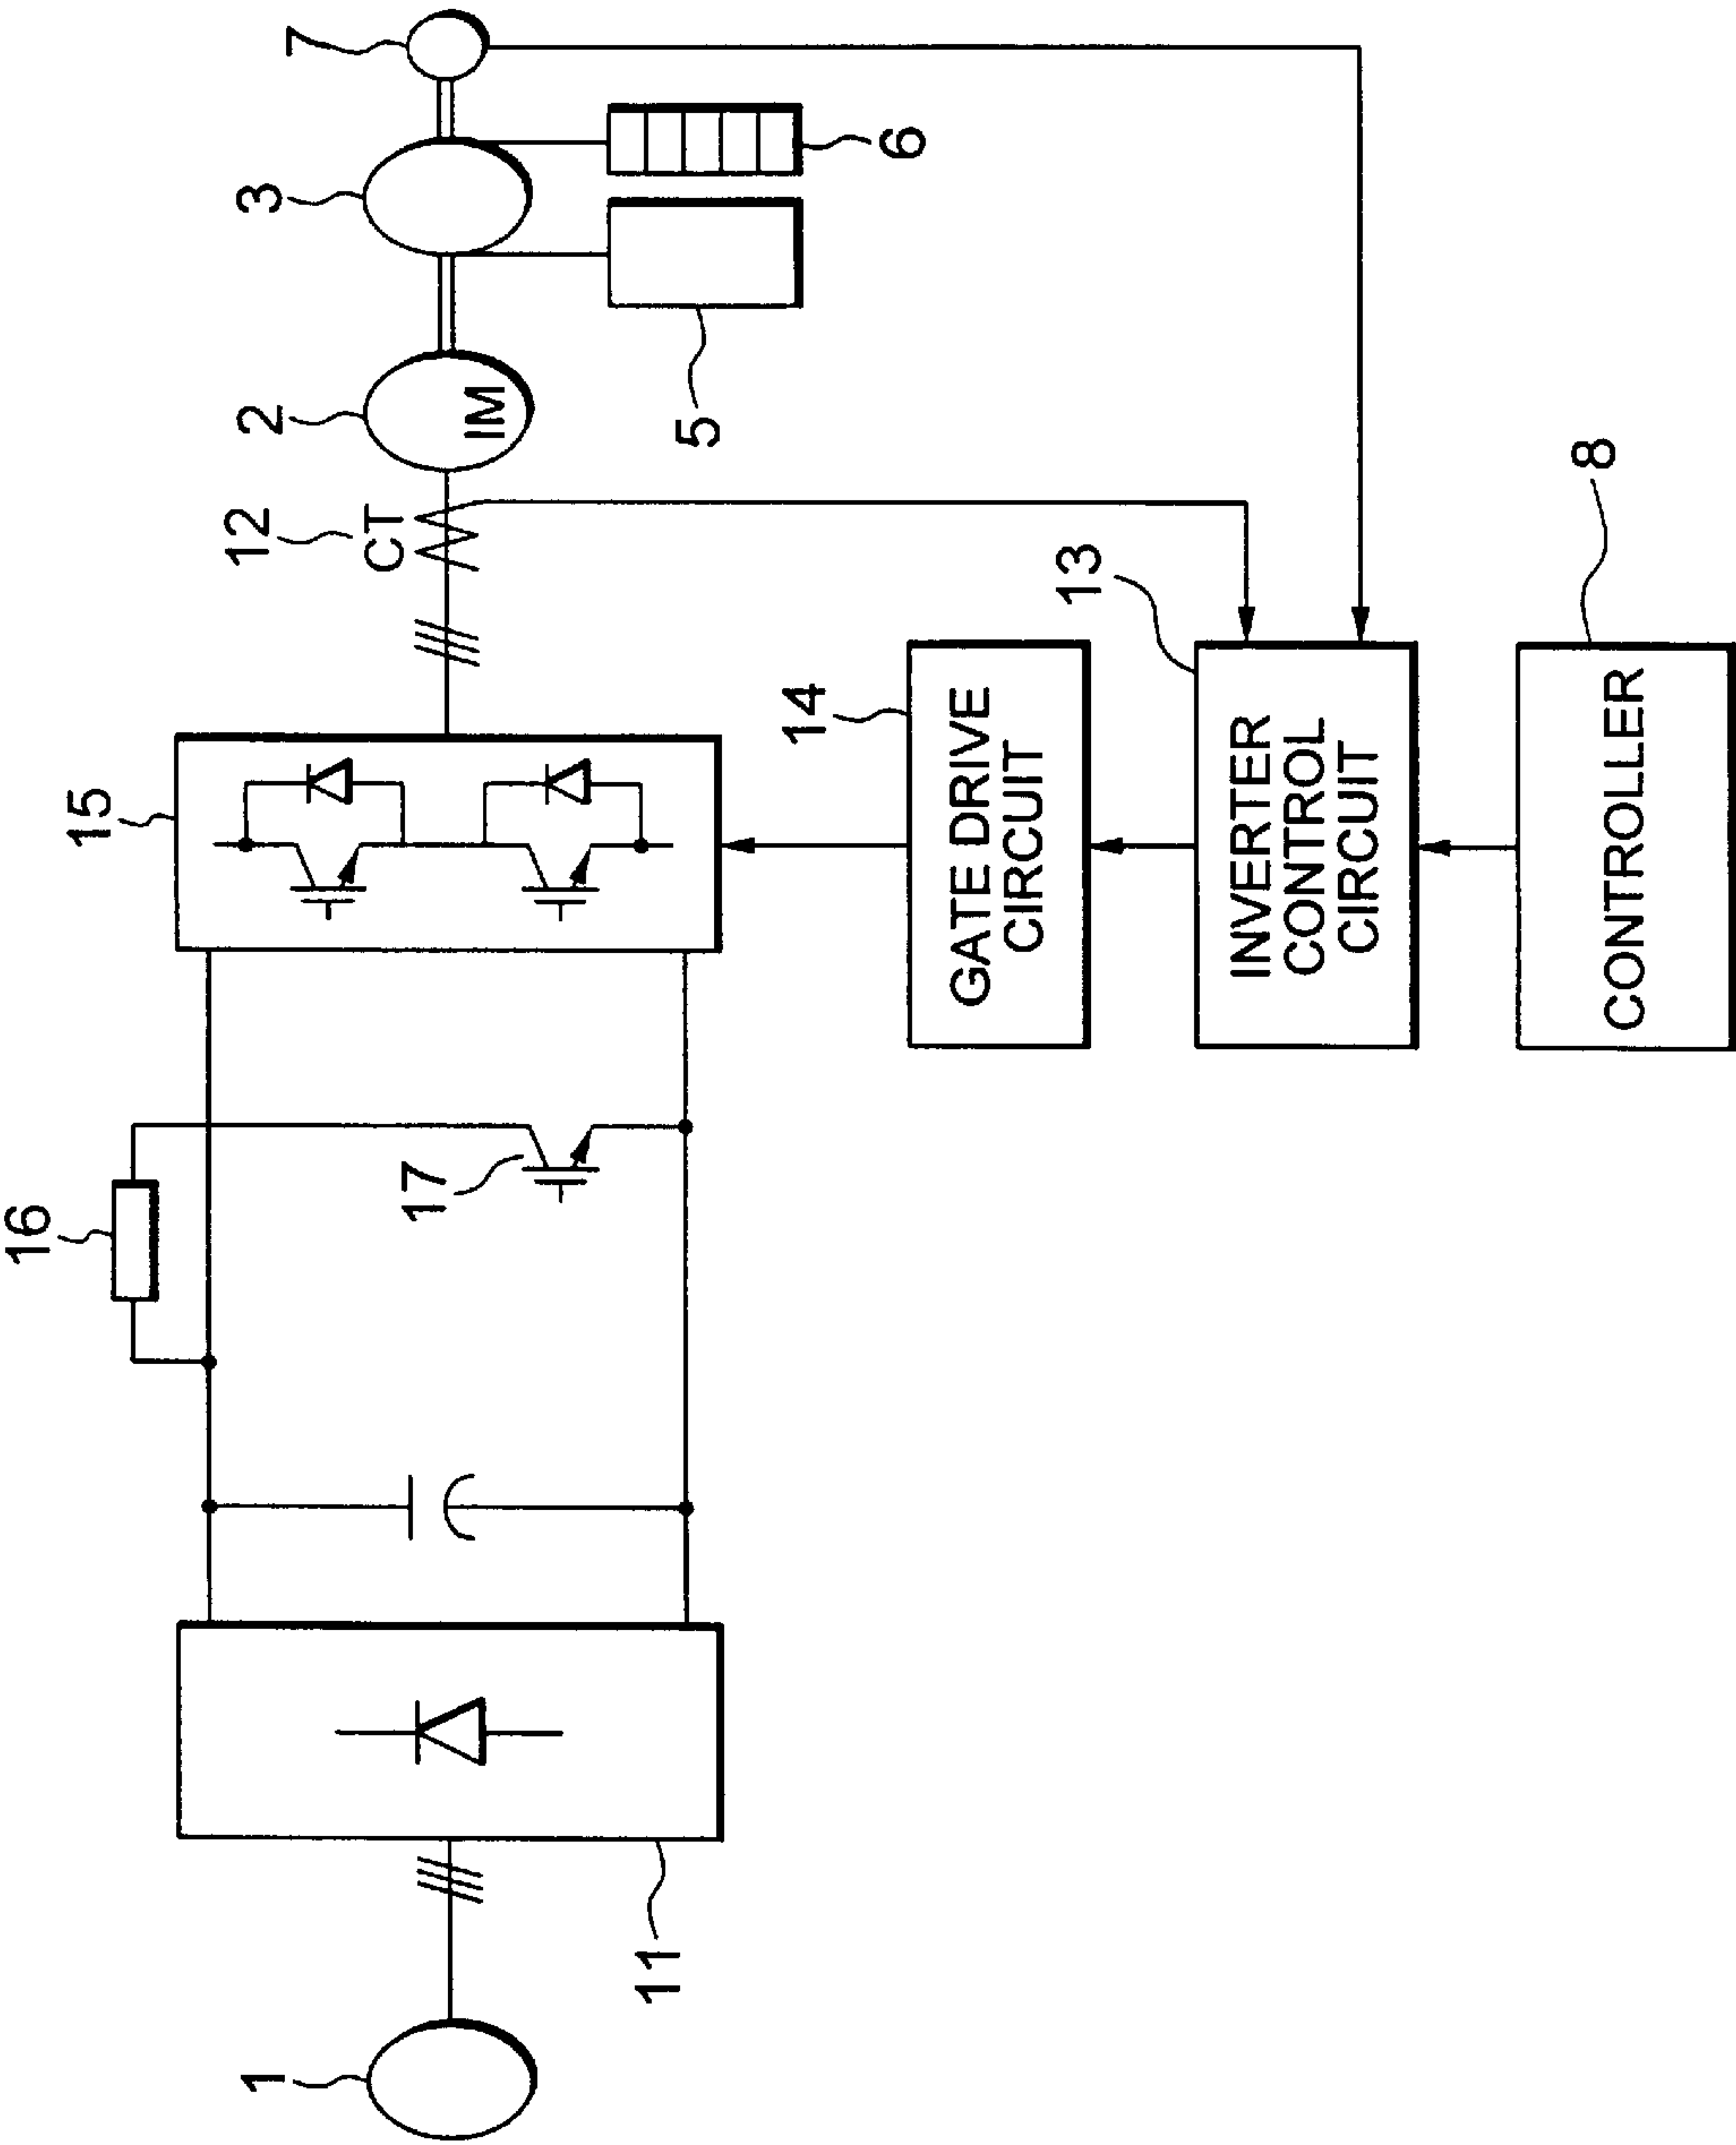 16
15
12
CT
2
IM
3
7
1
11
17
5
6
14
GATE DRIVE
CIRCUIT
13
INVERTER
CONTROL
CIRCUIT
8
CONTROLLER